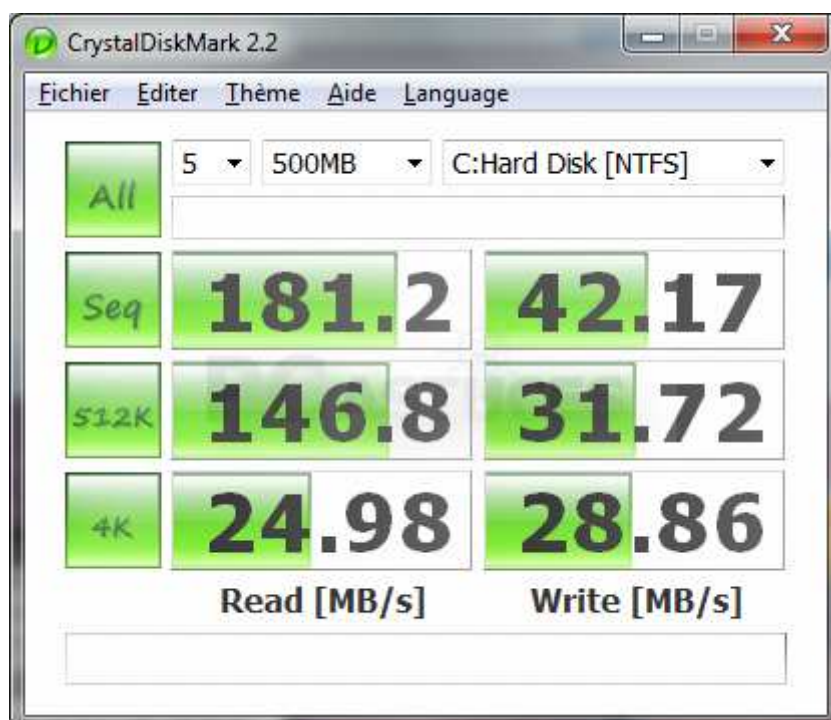 CrystalDiskMark 2.2
Fichier Editer Thème Aide Language
All 5 500MB C:Hard Disk [NTFS]
Seq 181.2 42.17
512K 146.8 31.72
4K 24.98 28.86
Read [MB/s] Write [MB/s]